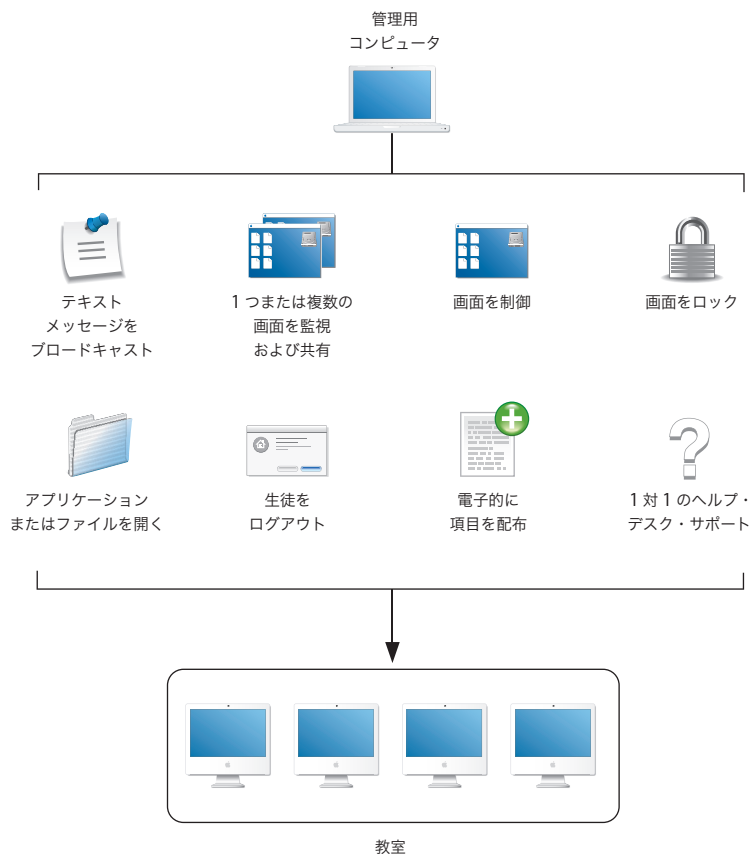 管理用
コンピュータ
テキスト
メッセージを
ブロードキャスト
1 つまたは複数の
画面を監視
および共有
画面を制御
画面をロック
アプリケーション
またはファイルを開く
生徒を
ログアウト
電子的に
項目を配布
1 対 1 のヘルプ・
デスク・サポート
教室